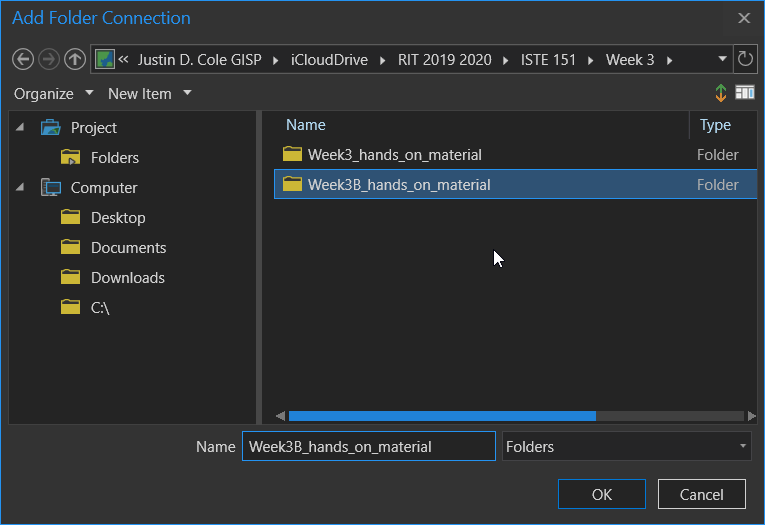 Add Folder Connection
« Justin D. Cole GISP ▸ iCloudDrive ▸ RIT 2019 2020 ▸ ISTE 151 ▸ Week 3 ▸
Organize New Item
Project
Folders
Computer
Desktop
Documents
Downloads
C:\
Name Type
Week3_hands_on_material Folder
Week3B_hands_on_material Folder
Name Week3B_hands_on_material Folders
OK Cancel